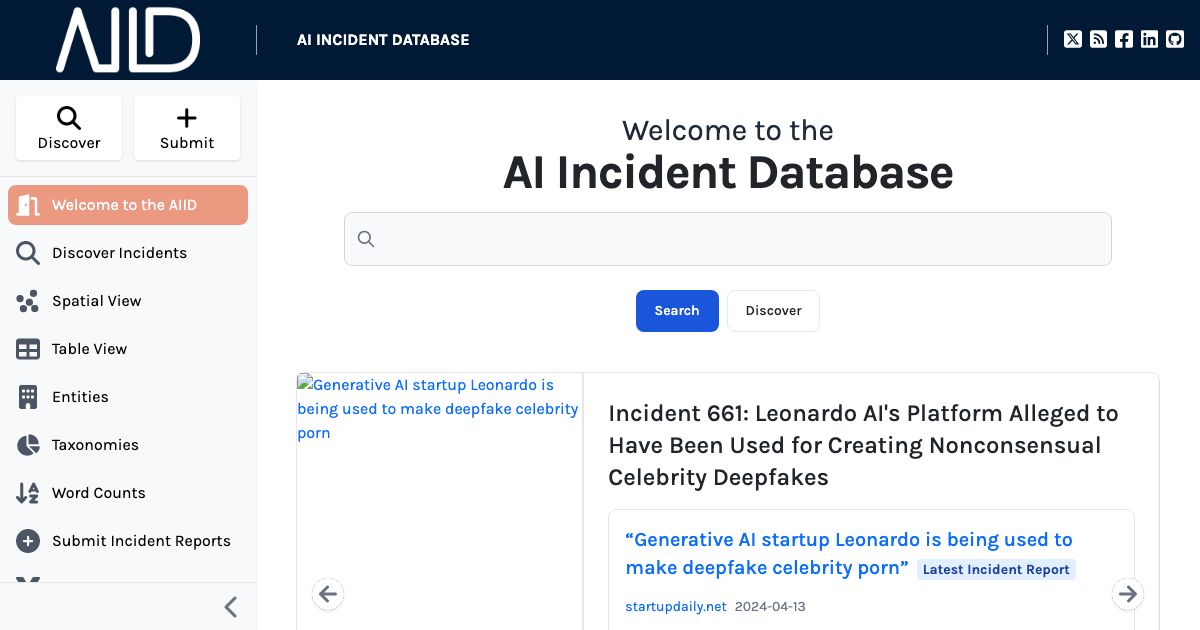 AIID
AI INCIDENT DATABASE
Discover
Submit
Welcome to the AIID
Discover Incidents
Spatial View
Table View
Entities
Taxonomies
Word Counts
Submit Incident Reports
Welcome to the
AI Incident Database
Search
Discover
Generative AI startup Leonardo is
being used to make deepfake celebrity
porn
Incident 661: Leonardo AI's Platform Alleged to
Have Been Used for Creating Nonconsensual
Celebrity Deepfakes
“Generative AI startup Leonardo is being used to
make deepfake celebrity porn” Latest Incident Report
startupdaily.net 2024-04-13